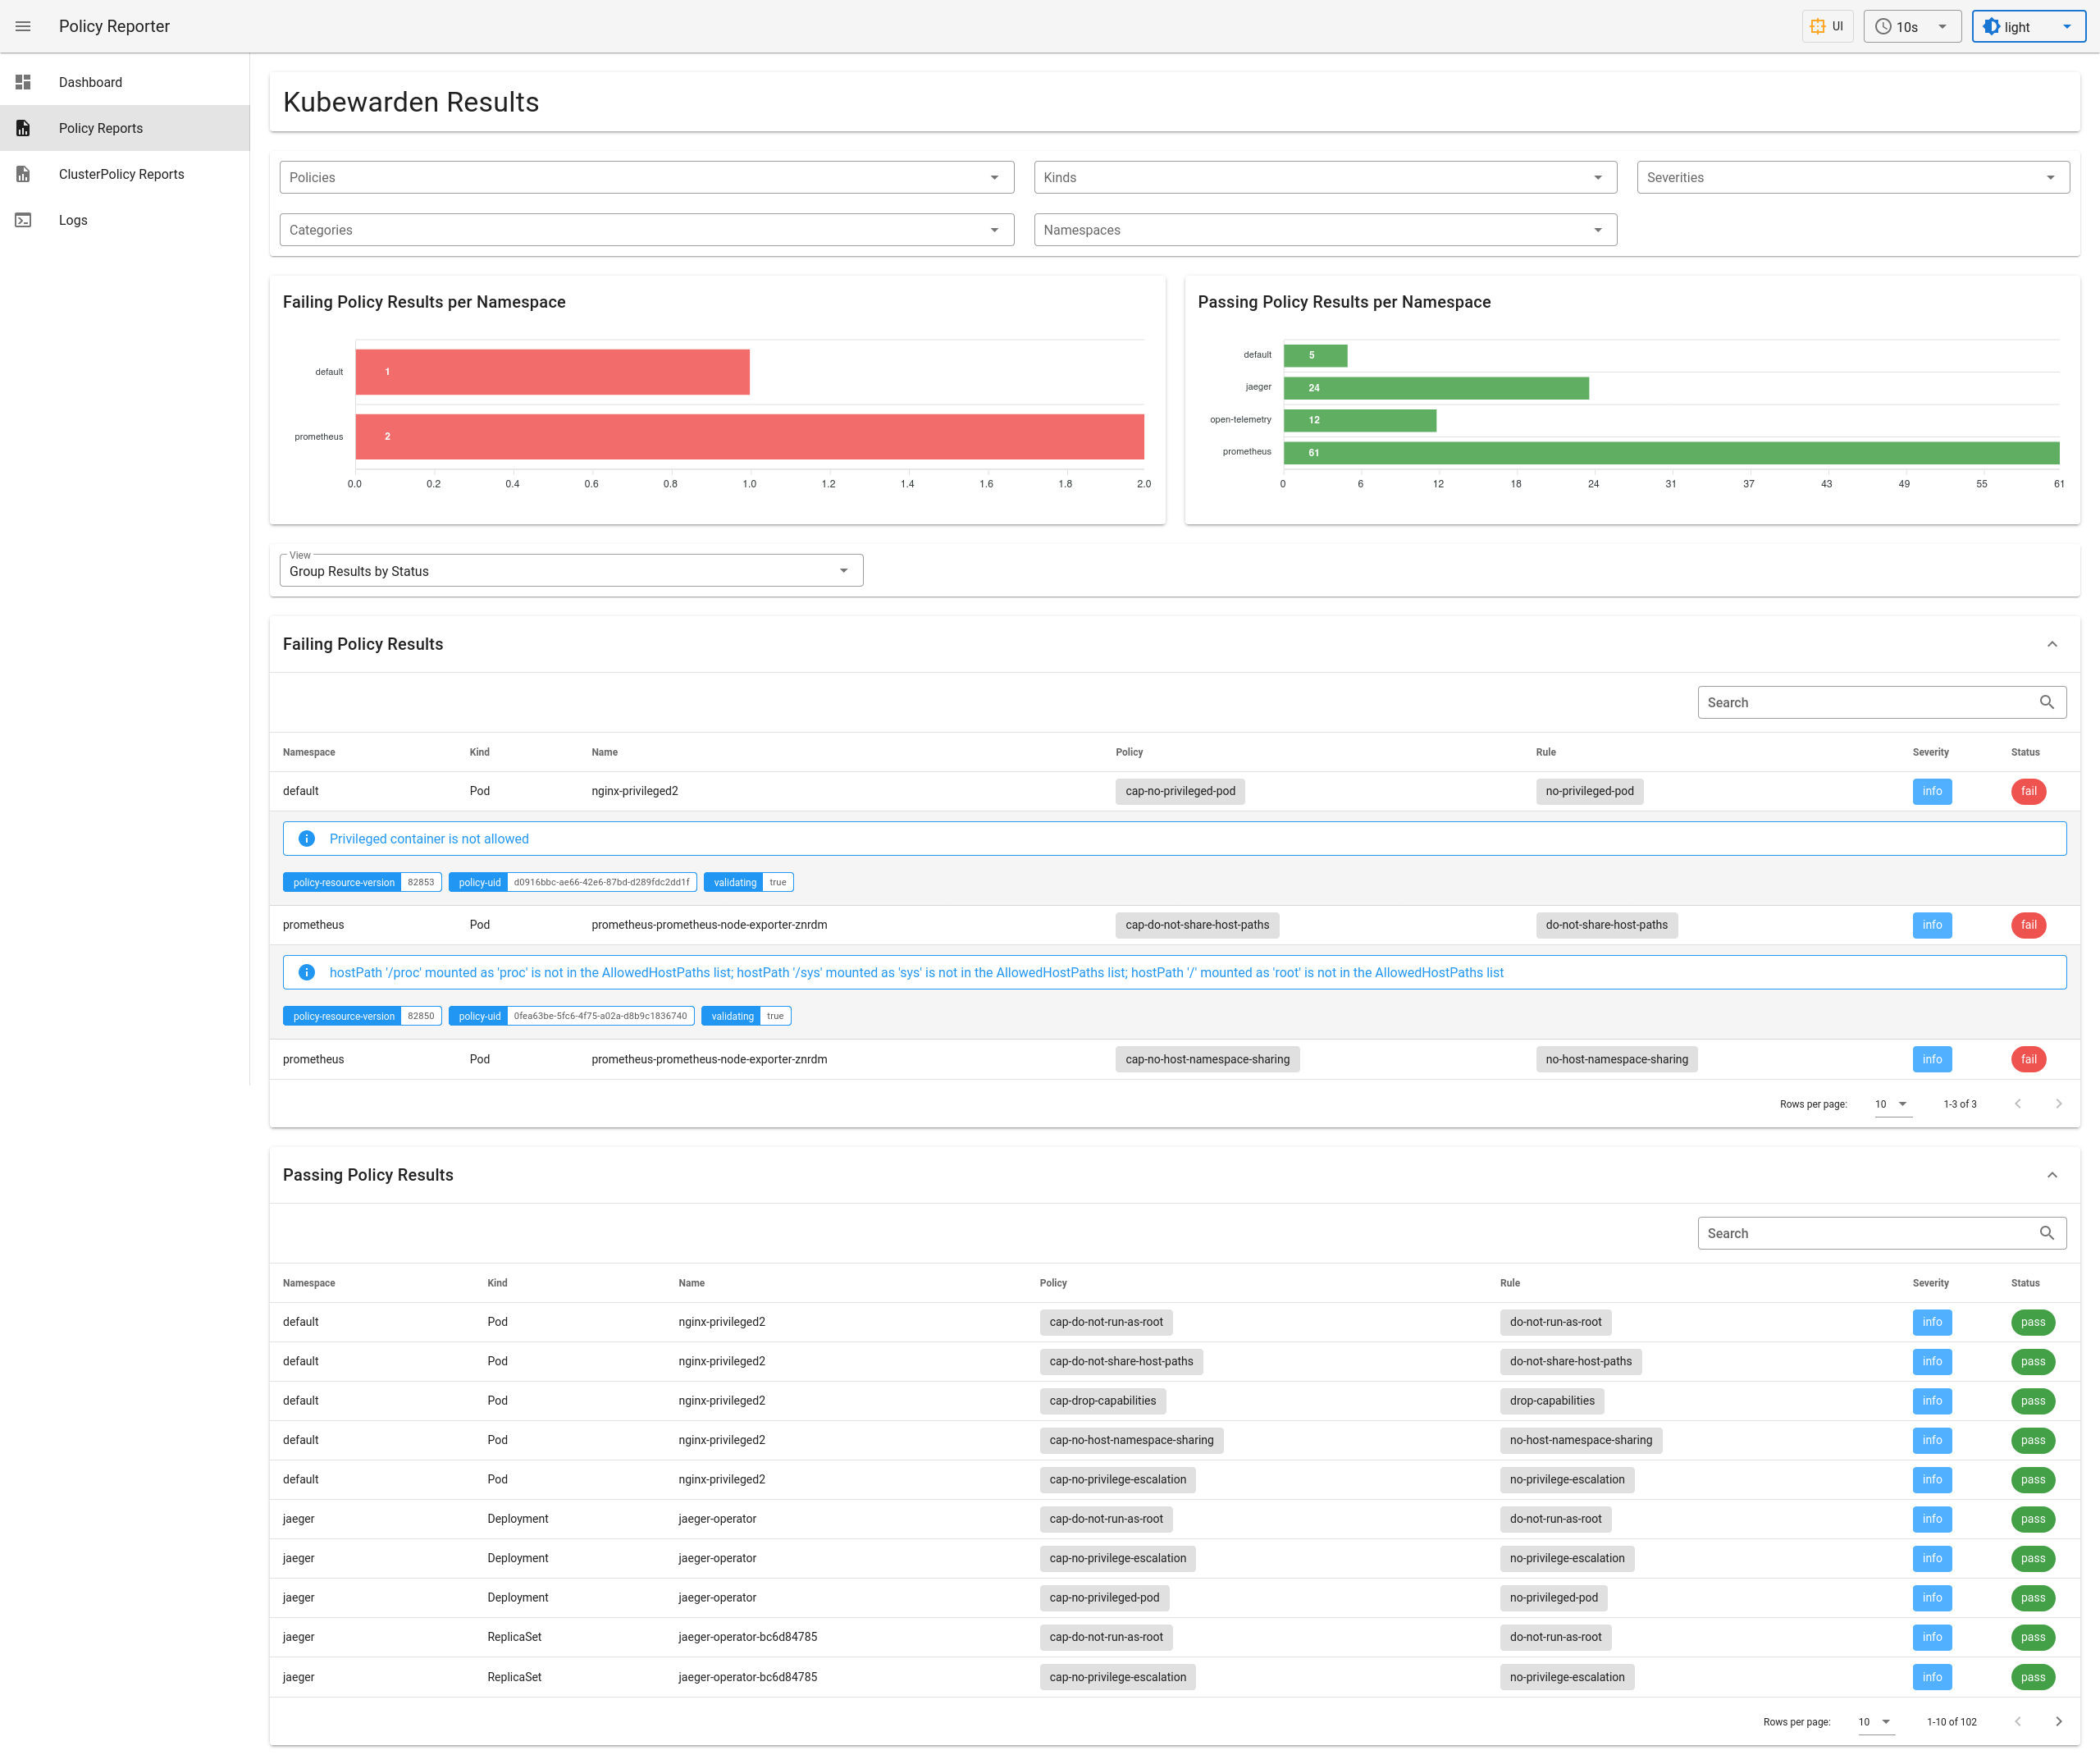 Policy Reporter
UI
10s
light
Dashboard
Policy Reports
ClusterPolicy Reports
Logs
Kubewarden Results
Policies Kinds Severities
Categories Namespaces
Failing Policy Results per Namespace
default 1
prometheus 2
0.0 0.2 0.4 0.6 0.8 1.0 1.2 1.4 1.6 1.8 2.0
Passing Policy Results per Namespace
default 5
jaeger 24
open-telemetry 12
prometheus 61
0 6 12 18 24 31 37 43 49 55 61
View
Group Results by Status
Failing Policy Results
Search
Namespace Kind Name Policy Rule Severity Status
default Pod nginx-privileged2 cap-no-privileged-pod no-privileged-pod info fail
Privileged container is not allowed
policy-resource-version 82853 policy-uid d0916bbc-ae66-42e6-87bd-d289fdc2dd1f validating true
prometheus Pod prometheus-prometheus-node-exporter-znrdm cap-do-not-share-host-paths do-not-share-host-paths info fail
hostPath '/proc' mounted as 'proc' is not in the AllowedHostPaths list; hostPath '/sys' mounted as 'sys' is not in the AllowedHostPaths list; hostPath '/' mounted as 'root' is not in the AllowedHostPaths list
policy-resource-version 82850 policy-uid 0fea63be-5fc6-4f75-a02a-d8b9c1836740 validating true
prometheus Pod prometheus-prometheus-node-exporter-znrdm cap-no-host-namespace-sharing no-host-namespace-sharing info fail
Rows per page: 10 1-3 of 3
Passing Policy Results
Search
Namespace Kind Name Policy Rule Severity Status
default Pod nginx-privileged2 cap-do-not-run-as-root do-not-run-as-root info pass
default Pod nginx-privileged2 cap-do-not-share-host-paths do-not-share-host-paths info pass
default Pod nginx-privileged2 cap-drop-capabilities drop-capabilities info pass
default Pod nginx-privileged2 cap-no-host-namespace-sharing no-host-namespace-sharing info pass
default Pod nginx-privileged2 cap-no-privilege-escalation no-privilege-escalation info pass
jaeger Deployment jaeger-operator cap-do-not-run-as-root do-not-run-as-root info pass
jaeger Deployment jaeger-operator cap-no-privilege-escalation no-privilege-escalation info pass
jaeger Deployment jaeger-operator cap-no-privileged-pod no-privileged-pod info pass
jaeger ReplicaSet jaeger-operator-bc6d84785 cap-do-not-run-as-root do-not-run-as-root info pass
jaeger ReplicaSet jaeger-operator-bc6d84785 cap-no-privilege-escalation no-privilege-escalation info pass
Rows per page: 10 1-10 of 102